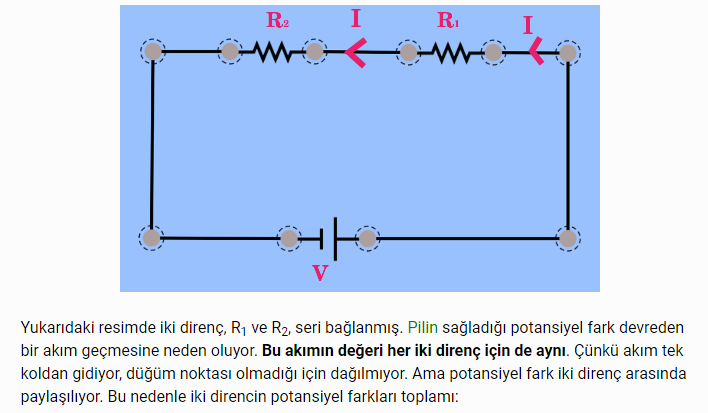 R₂ I R₁ I
V
Yukarıdaki resimde iki direnç, R₁ ve R₂, seri bağlanmış. Pilin sağladığı potansiyel fark devreden
bir akım geçmesine neden oluyor. Bu akımın değeri her iki direnç için de aynı. Çünkü akım tek
koldan gidiyor, düğüm noktası olmadığı için dağılmıyor. Ama potansiyel fark iki direnç arasında
paylaşılıyor. Bu nedenle iki direncin potansiyel farkları toplamı: